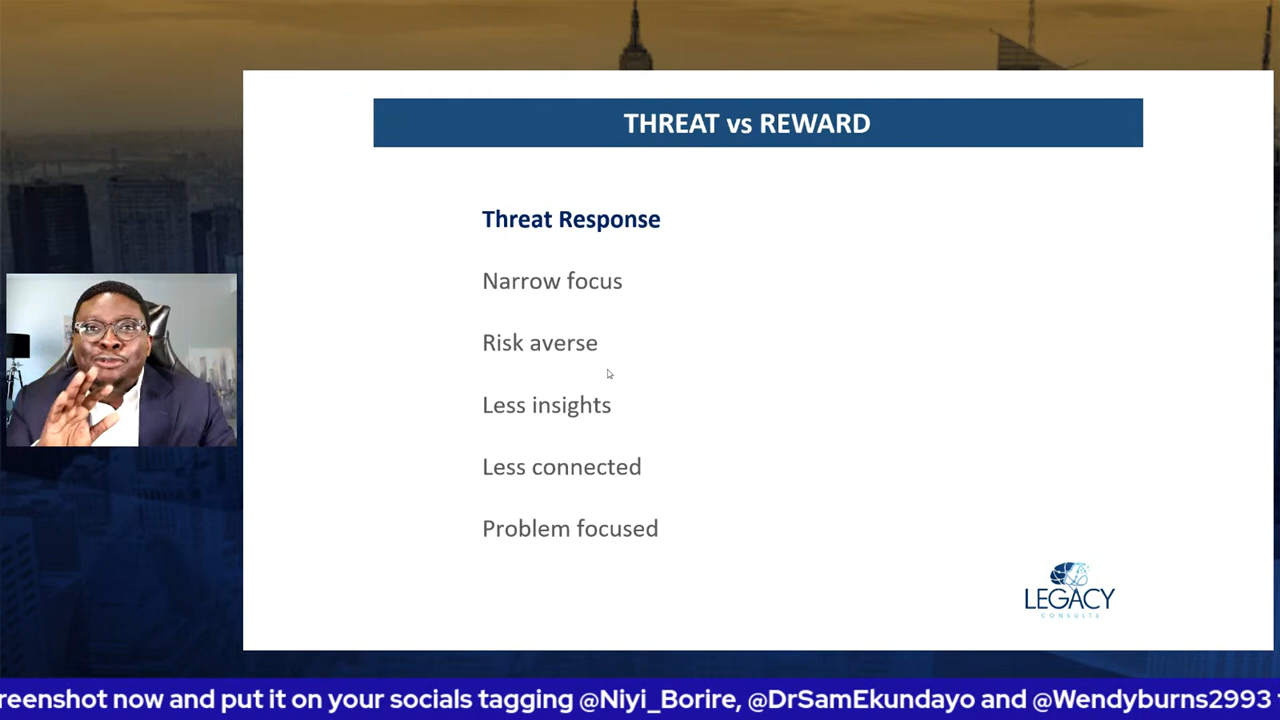 THREAT vs REWARD
Threat Response
Narrow focus
Risk averse
Less insights
Less connected
Problem focused
LEGACY
CONSULTS
reenshot now and put it on your socials tagging @Niyi_Borire, @DrSamEkundayo and @Wendyburns2993